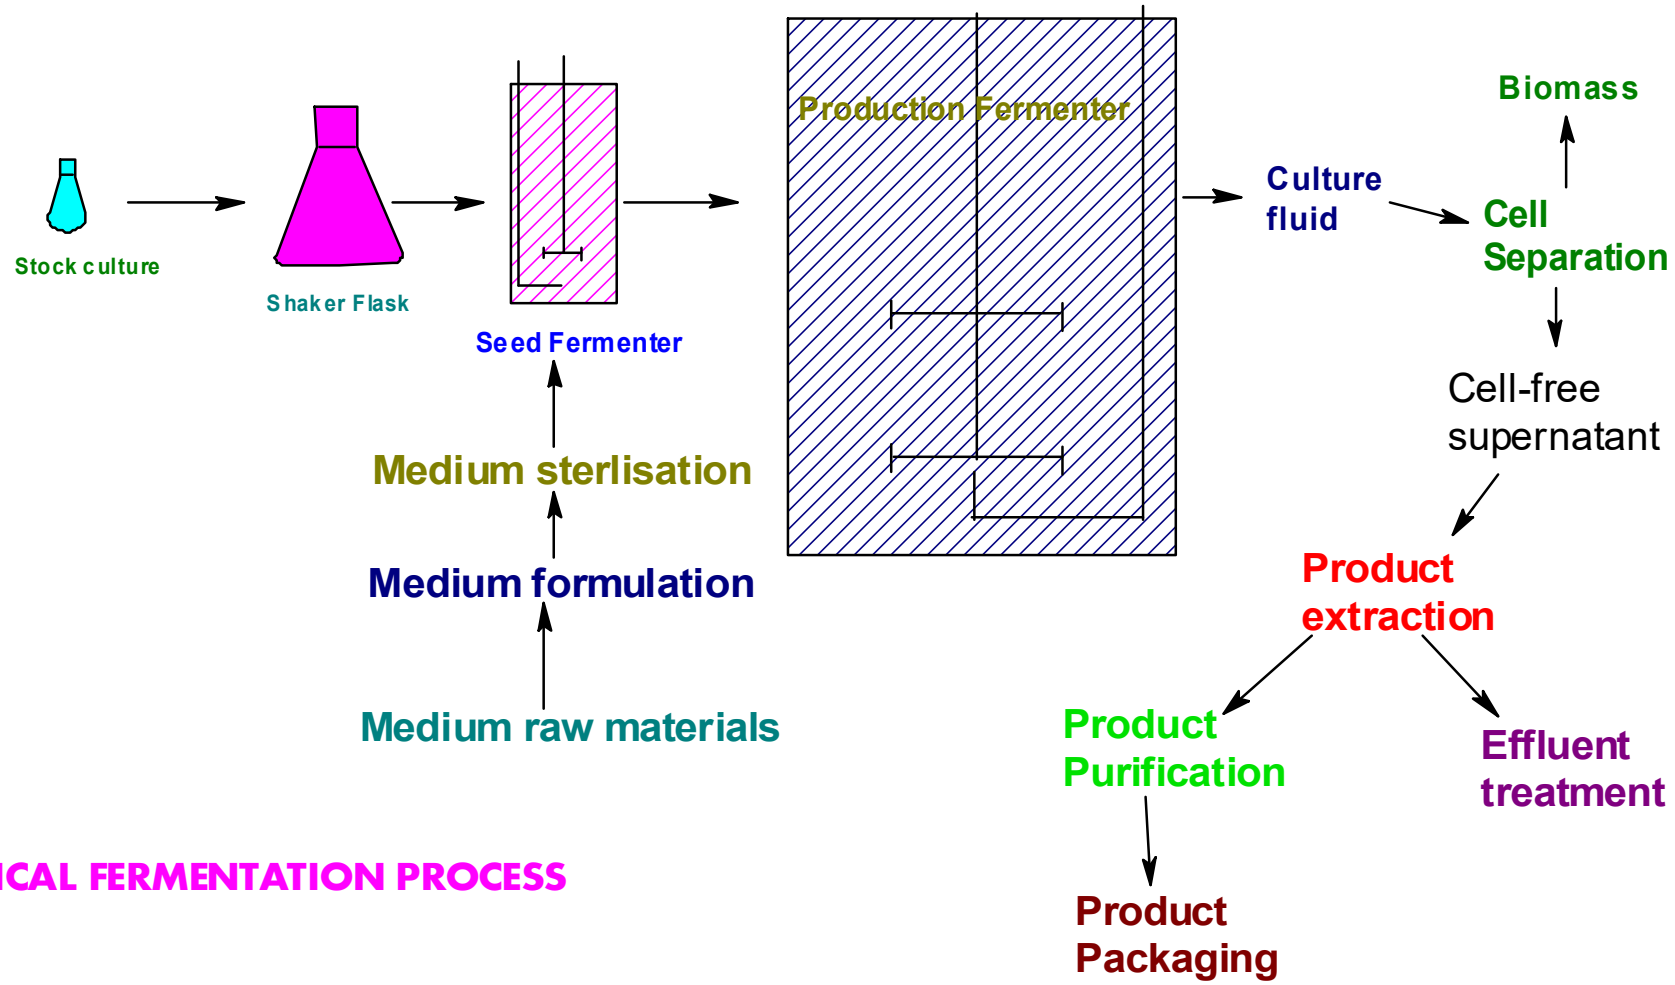 Production Fermenter
Biomass
Culture
fluid
Cell
Separation
Stock culture
Shaker Flask
Seed Fermenter
Cell-free
supernatant
Medium sterlisation
Medium formulation
Product
extraction
Medium raw materials
Product
Purification
Effluent
treatment
ICAL FERMENTATION PROCESS
Product
Packaging